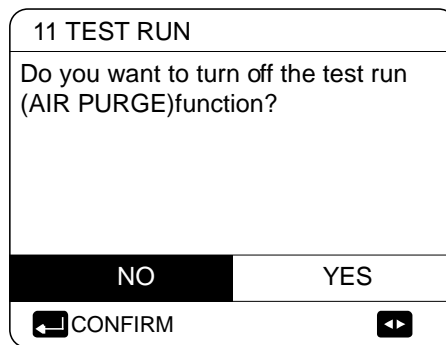 11 TEST RUN
Do you want to turn off the test run
(AIR PURGE)function?
NO YES
CONFIRM